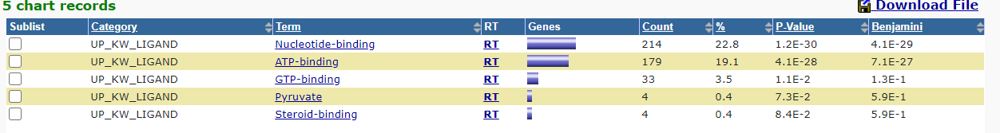 5 chart records Download File
Sublist Category Term RT Genes Count % P-Value Benjamini
UP_KW_LIGAND Nucleotide-binding RT 214 22.8 1.2E-30 4.1E-29
UP_KW_LIGAND ATP-binding RT 179 19.1 4.1E-28 7.1E-27
UP_KW_LIGAND GTP-binding RT 33 3.5 1.1E-2 1.3E-1
UP_KW_LIGAND Pyruvate RT 4 0.4 7.3E-2 5.9E-1
UP_KW_LIGAND Steroid-binding RT 4 0.4 8.4E-2 5.9E-1